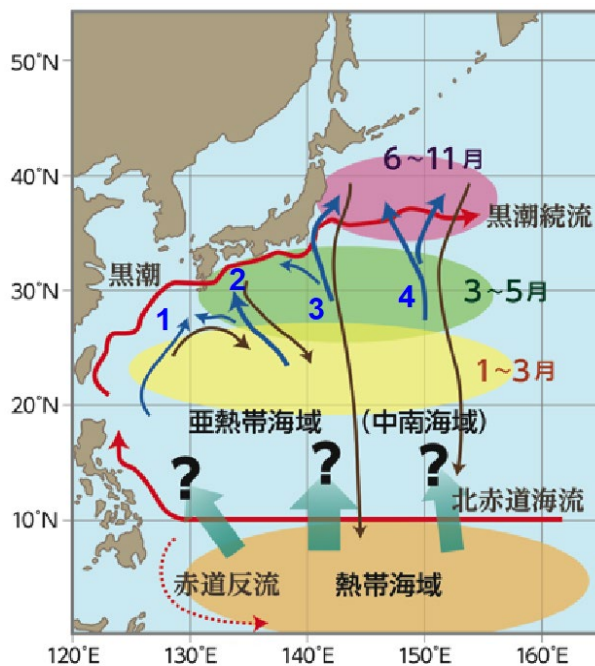 50°N
40°N
6～11月
黒潮続流
黒潮
2
30°N
1
3
4
3～5月
1～3月
20°N
亜熱帯海域
(中南海域)
?
?
?
北赤道海流
10°N
赤道反流
熱帯海域
120°E
130°E
140°E
150°E
160°E